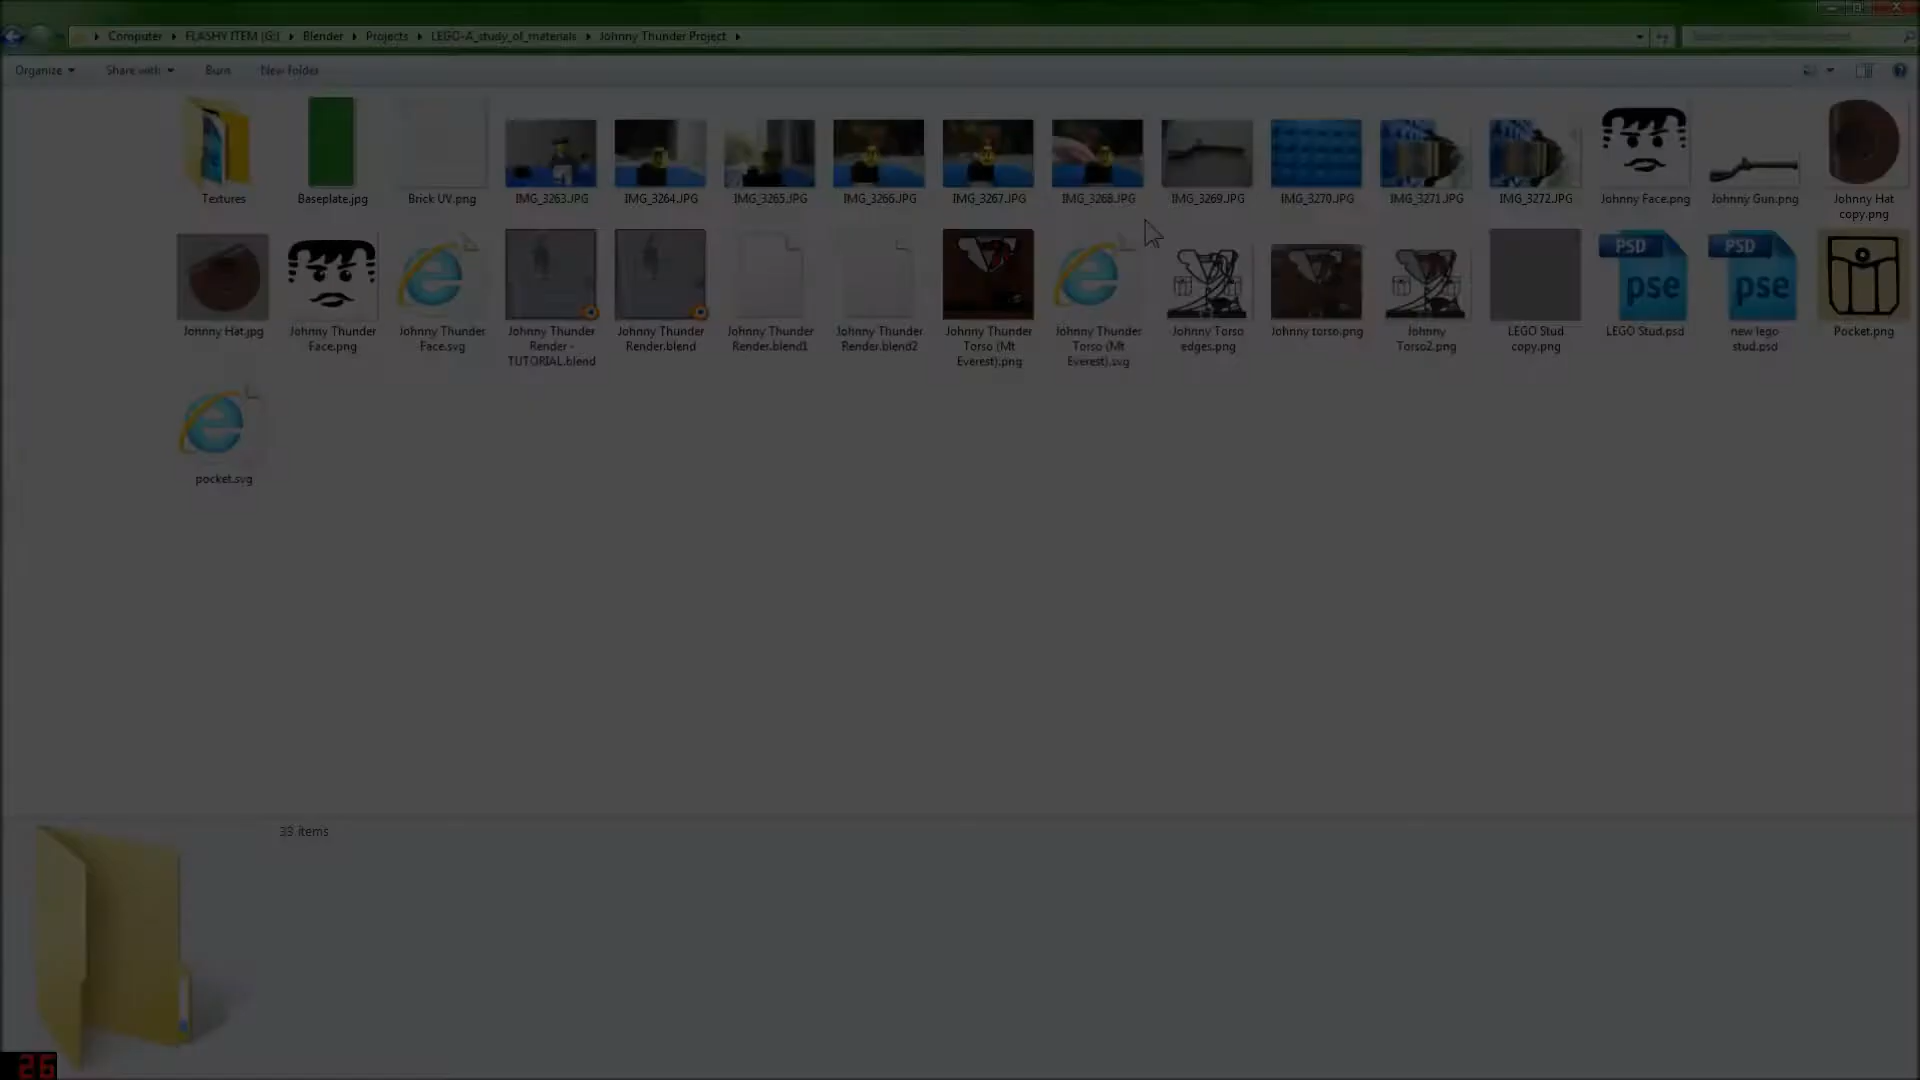 Computer FLASHY ITEM (G:) Blender Projects LEGO-A_study_of_materials Johnny Thunder Project
Organize Share with Burn New folder
Textures
Baseplate.jpg
Brick UV.png
IMG_3263.JPG
IMG_3264.JPG
IMG_3265.JPG
IMG_3266.JPG
IMG_3267.JPG
IMG_3268.JPG
IMG_3269.JPG
IMG_3270.JPG
IMG_3271.JPG
IMG_3272.JPG
Johnny Face.png
Johnny Gun.png
Johnny Hat
copy.png
Johnny Hat.jpg
Johnny Thunder
Face.png
Johnny Thunder
Face.svg
Johnny Thunder
Render -
TUTORIAL.blend
Johnny Thunder
Render.blend
Johnny Thunder
Render.blend1
Johnny Thunder
Render.blend2
Johnny Thunder
Torso (Mt
Everest).png
Johnny Thunder
Torso (Mt
Everest).svg
Johnny Torso
edges.png
Johnny torso.png
Johnny
Torso2.png
LEGO Stud
copy.png
PSD
pse
LEGO Stud.psd
PSD
pse
new lego
stud.psd
Pocket.png
pocket.svg
33 items
26